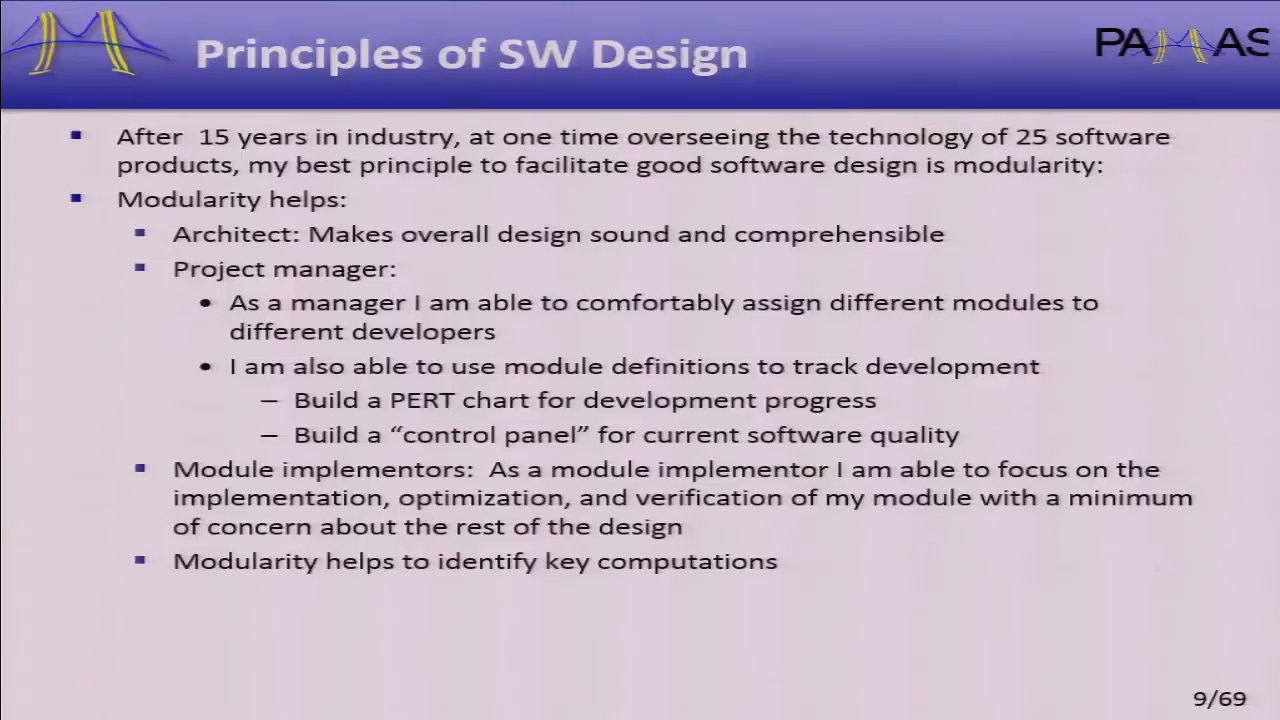 Principles of SW Design
PAMAS
▪ After 15 years in industry, at one time overseeing the technology of 25 software
products, my best principle to facilitate good software design is modularity:
▪ Modularity helps:
▪ Architect: Makes overall design sound and comprehensible
▪ Project manager:
• As a manager I am able to comfortably assign different modules to
different developers
• I am also able to use module definitions to track development
– Build a PERT chart for development progress
– Build a “control panel” for current software quality
▪ Module implementors: As a module implementor I am able to focus on the
implementation, optimization, and verification of my module with a minimum
of concern about the rest of the design
▪ Modularity helps to identify key computations
9/69